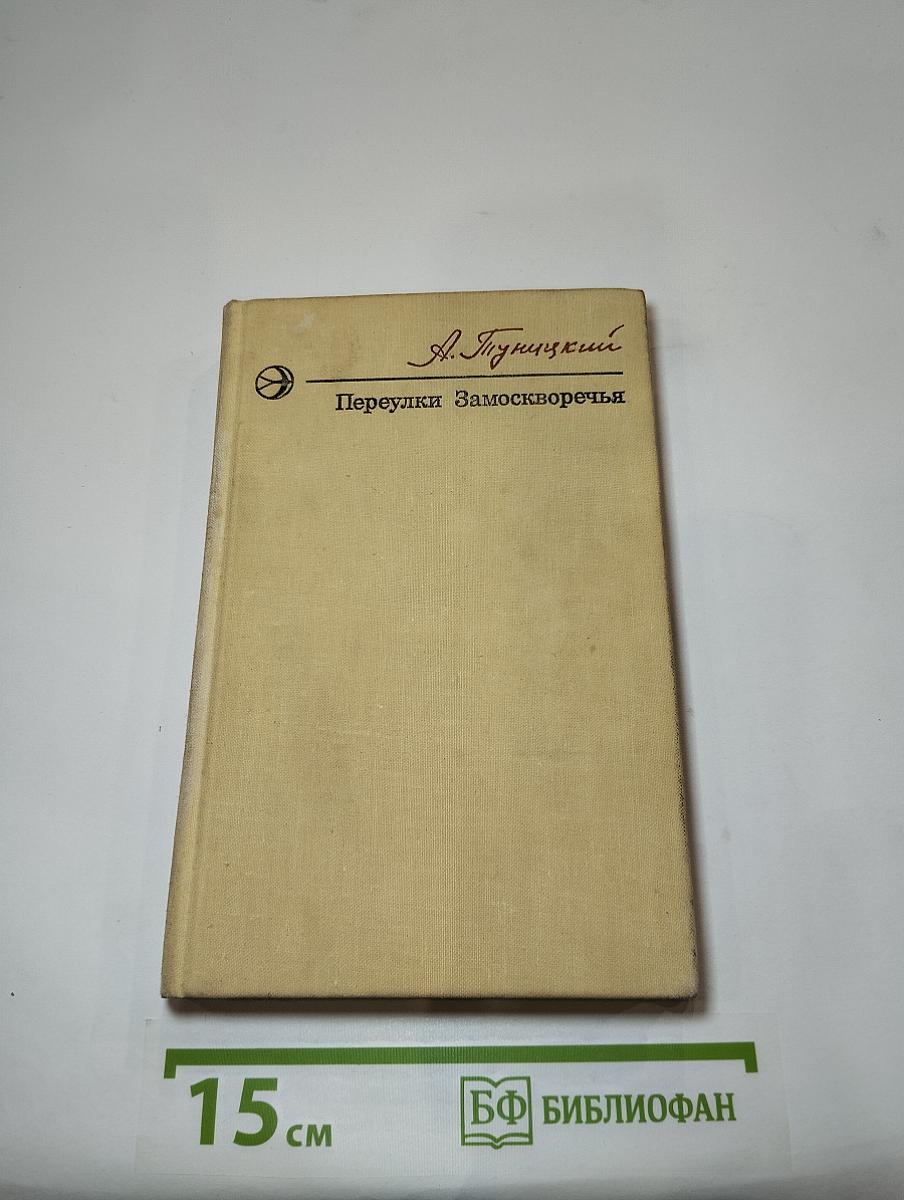 А. Туницкий
Переулки Замоскворечья
15 см
БФ БИБЛИОФАН